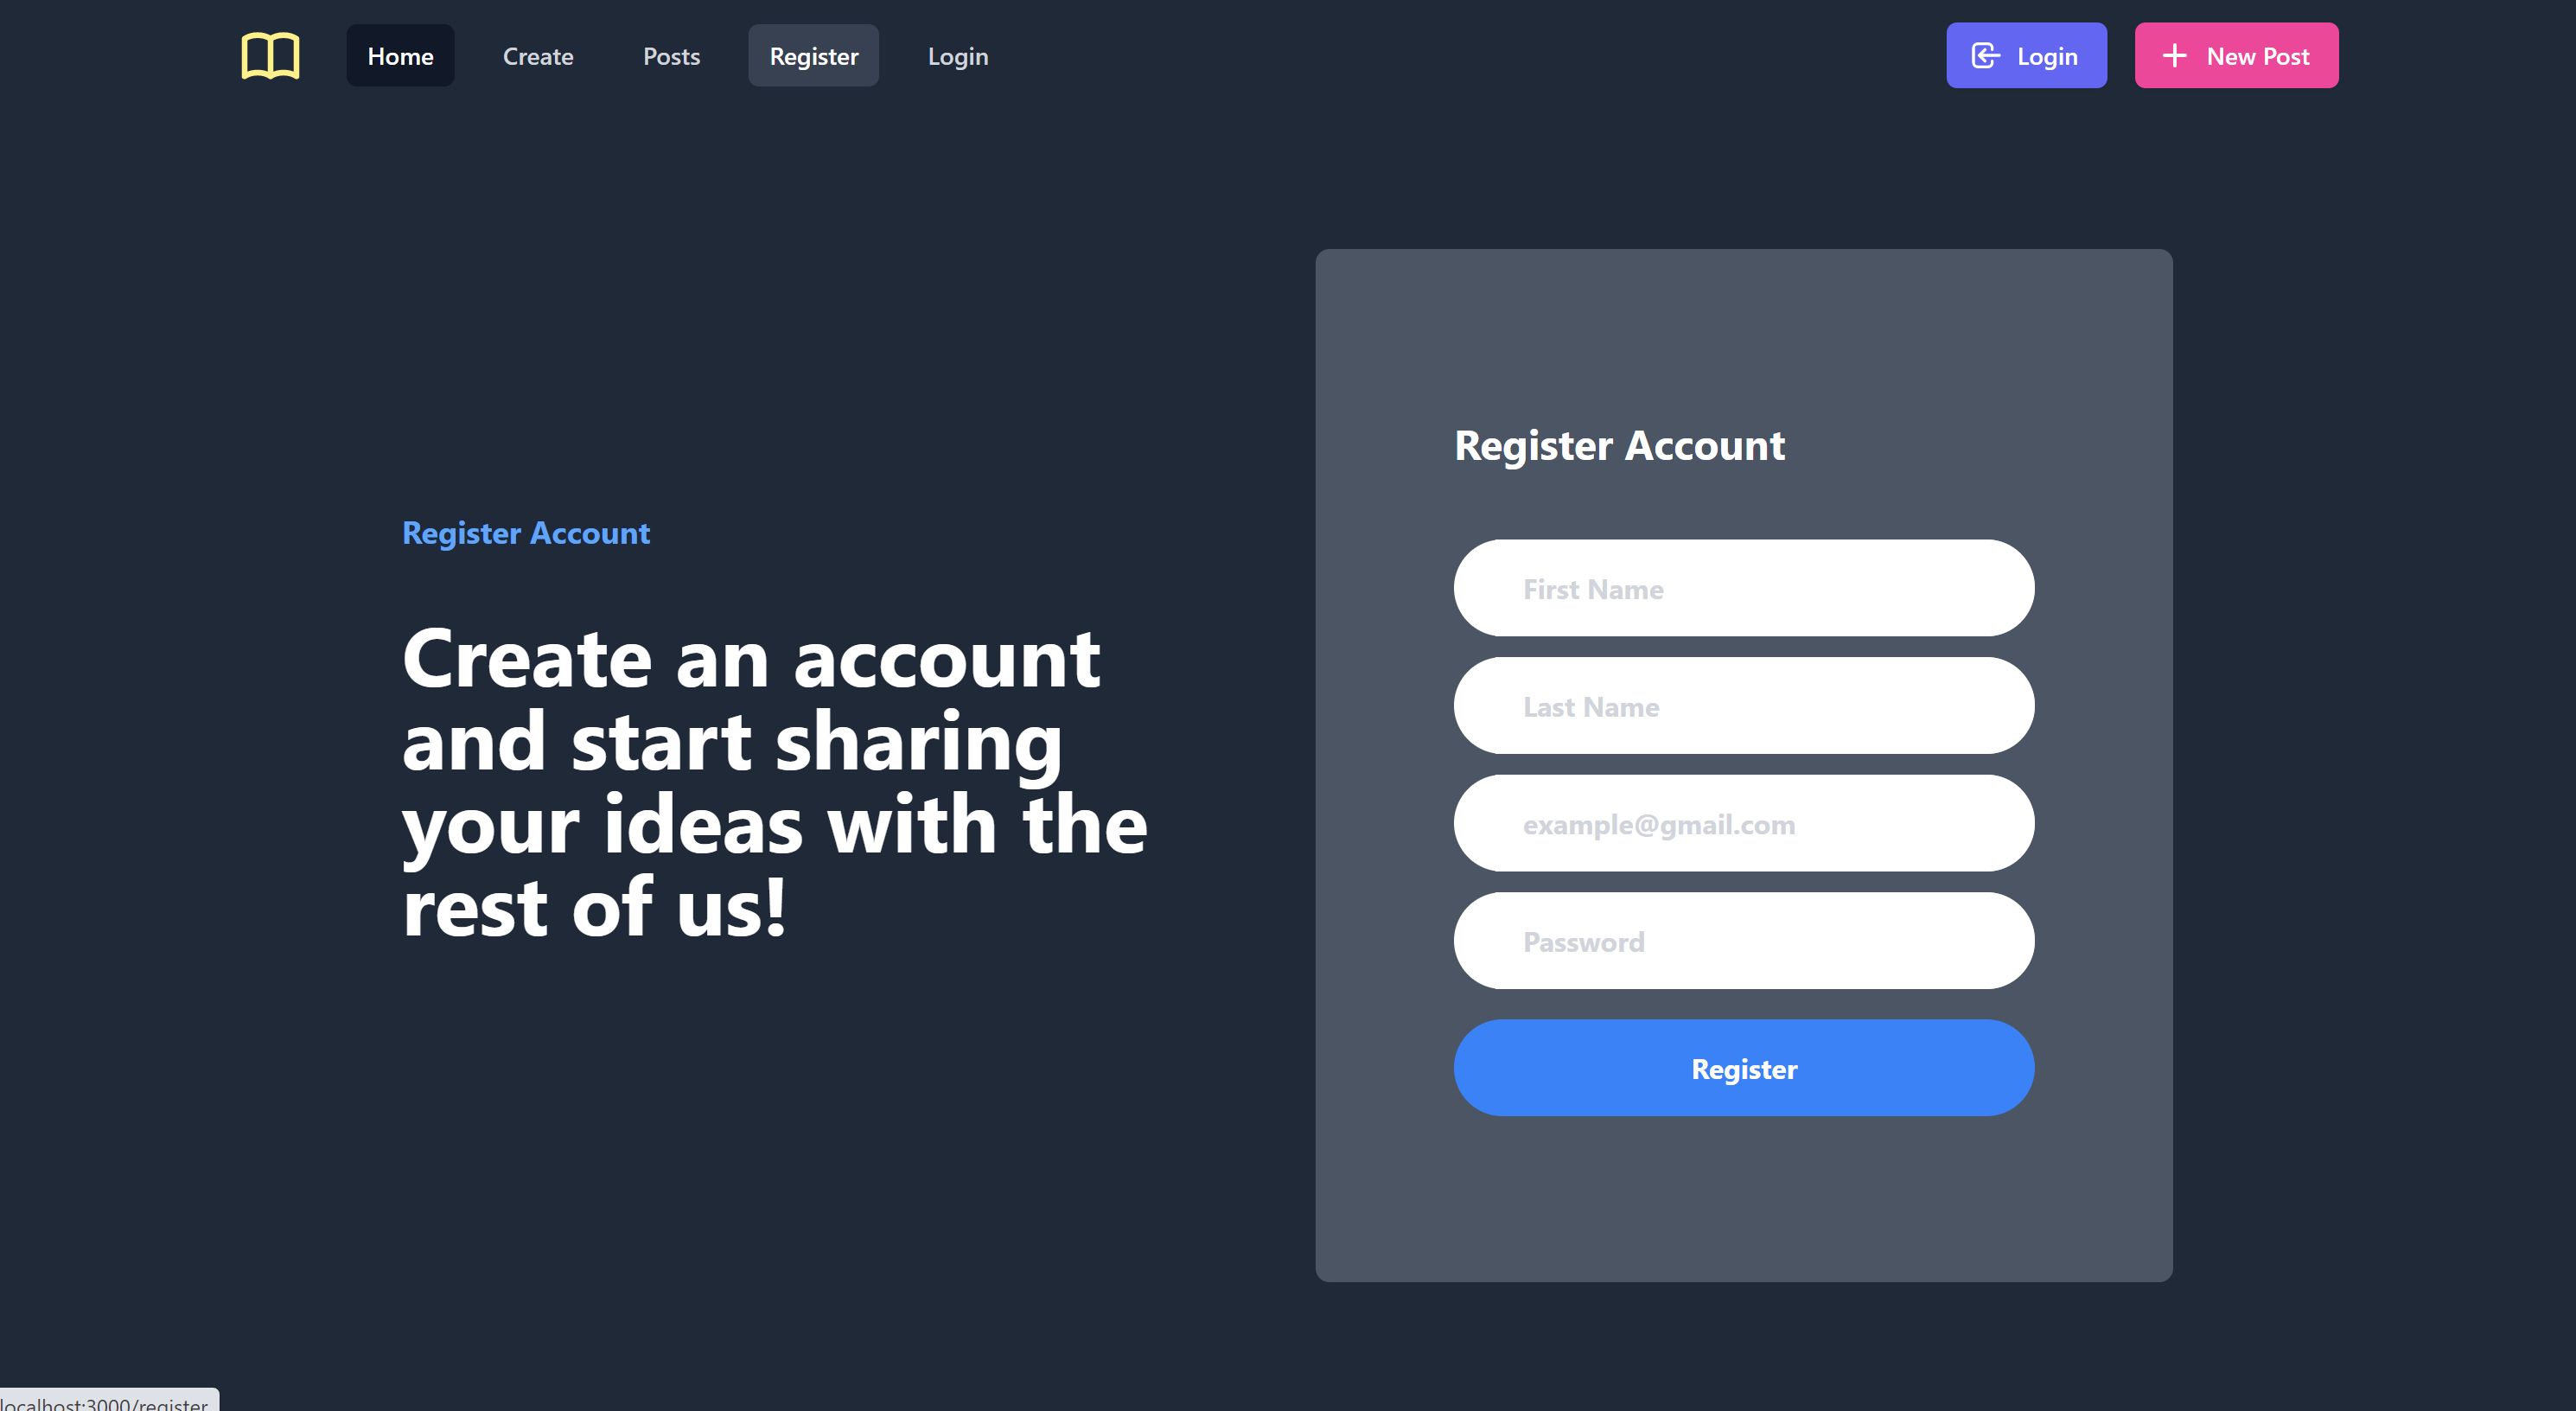 Home Create Posts Register Login Login New Post
Register Account
Create an account
and start sharing
your ideas with the
rest of us!
Register Account
First Name
Last Name
example@gmail.com
Password
Register
localhost:3000/register